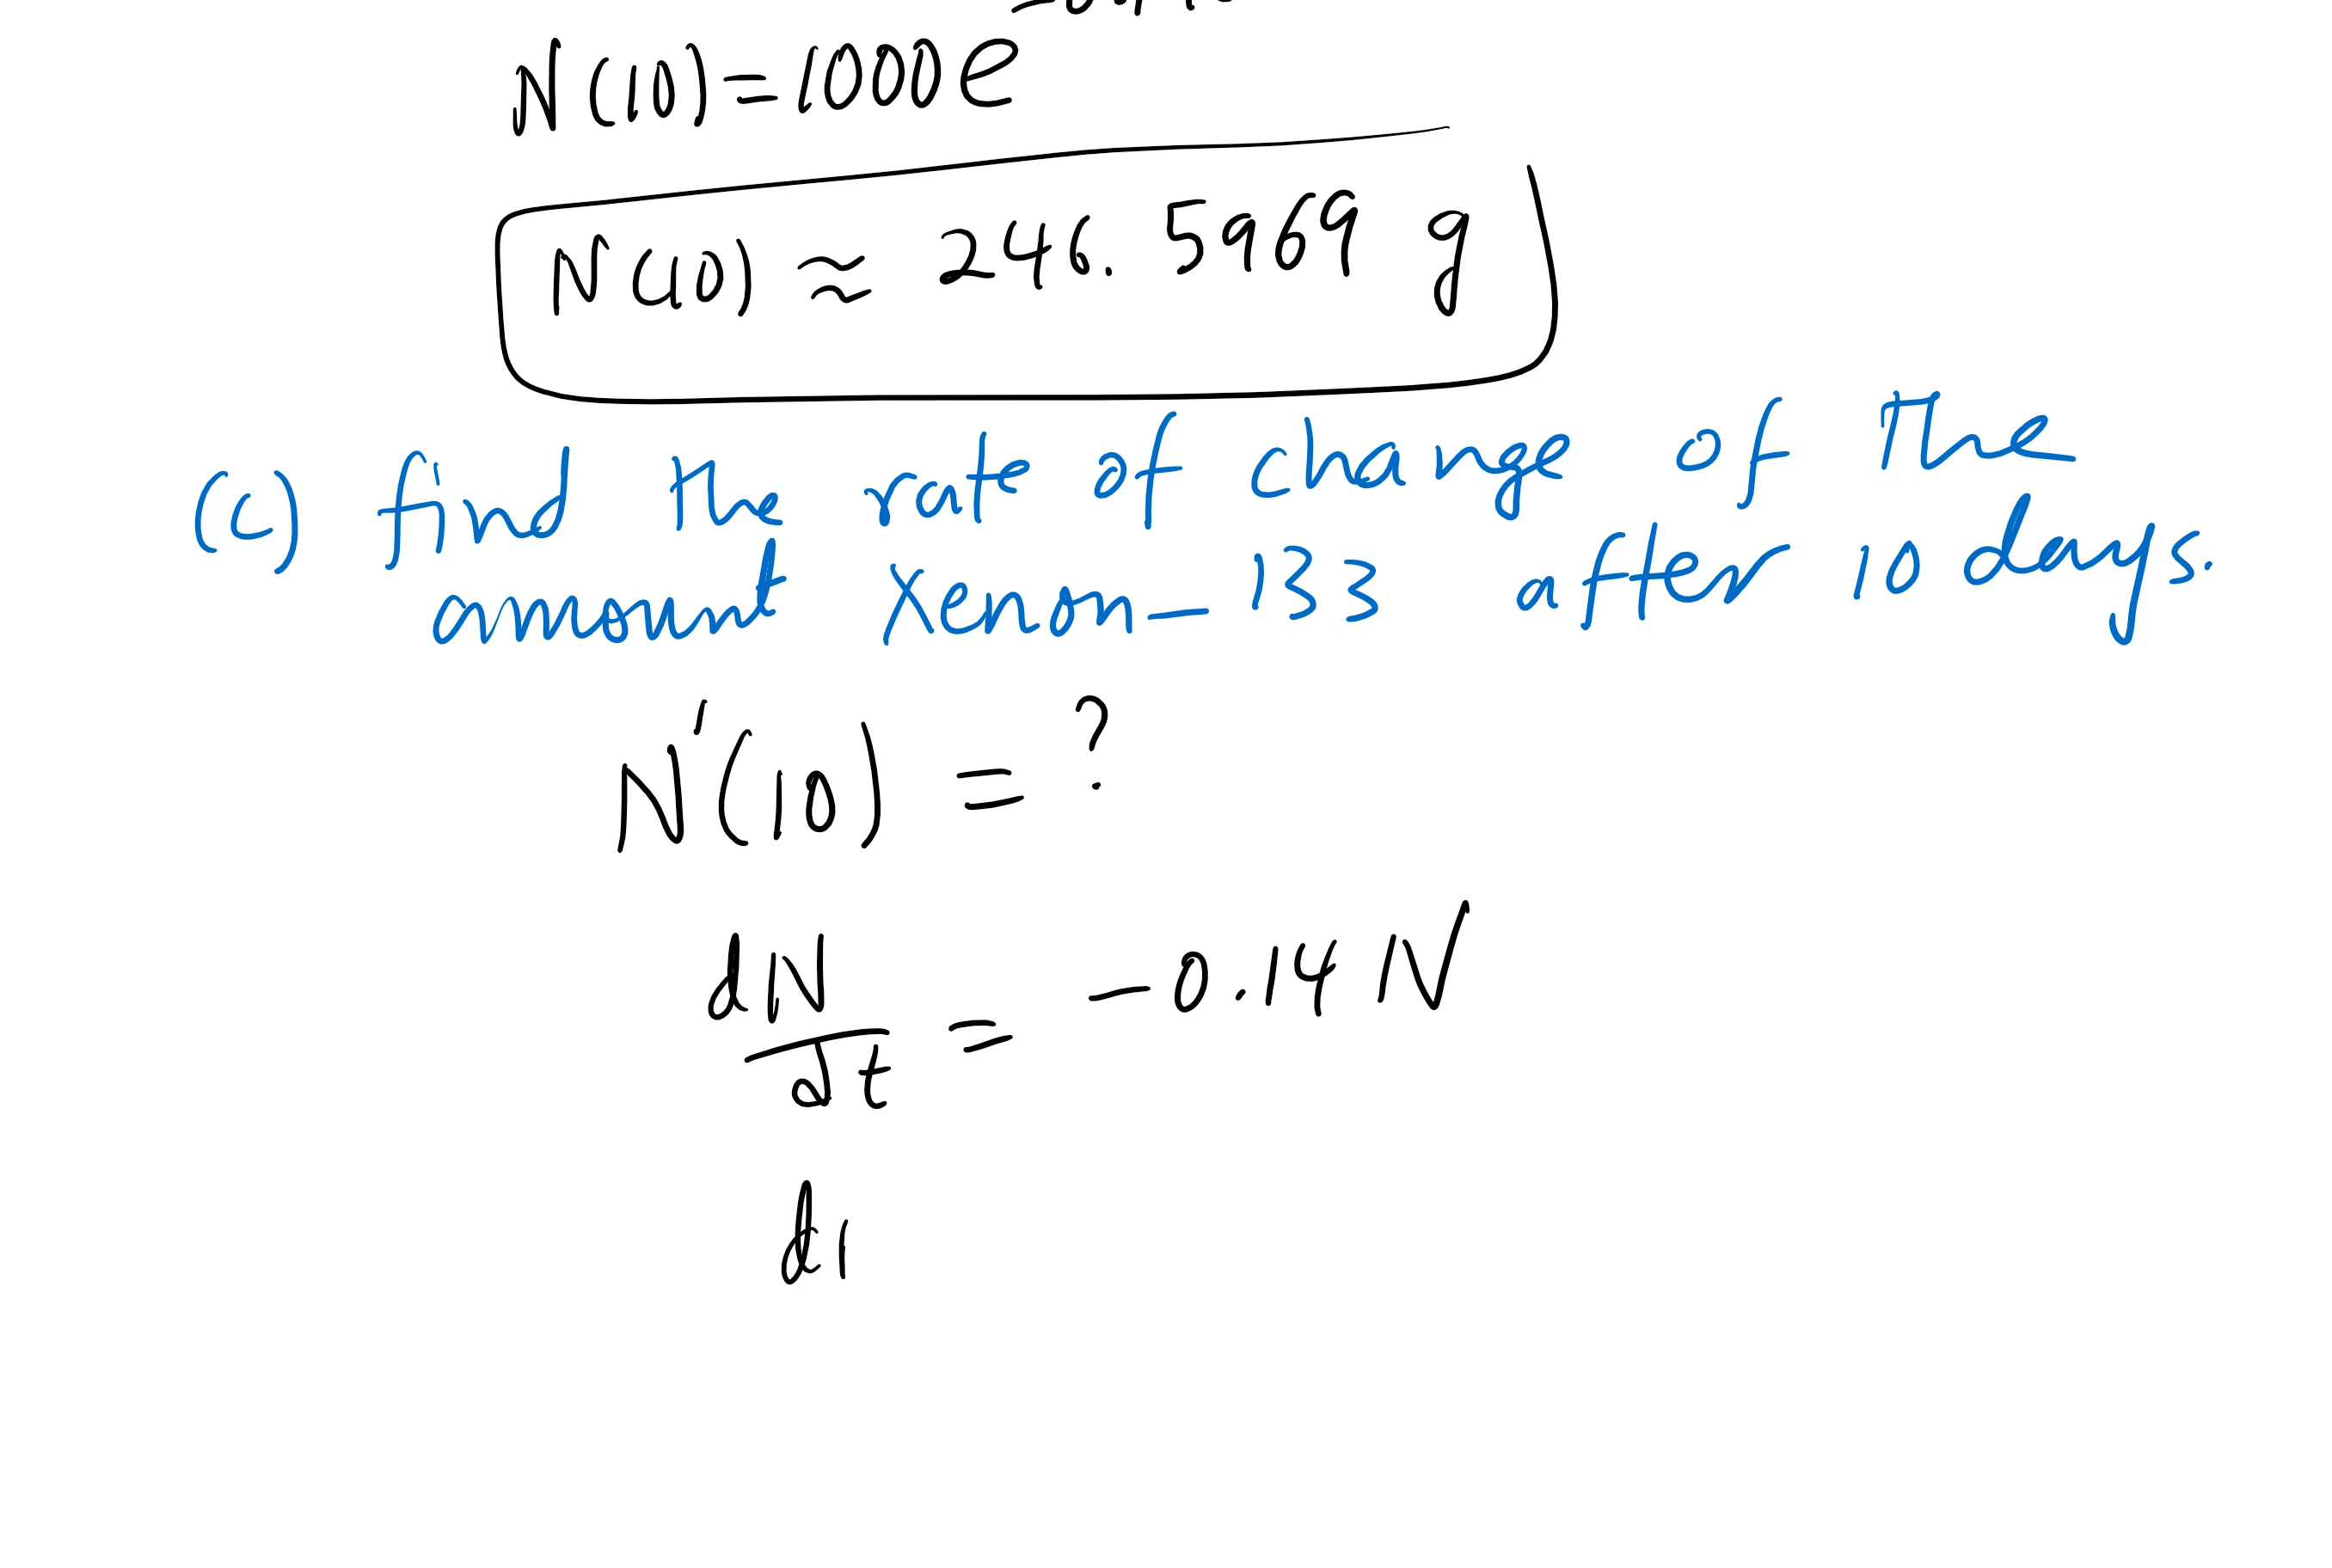 N(10) = 1000e
N(10) ≈ 246.5969 g
(c) find the rate of change of the
amount Xenon-133 after 10 days.
N'(10) = ?
dN/dt = -0.14 N